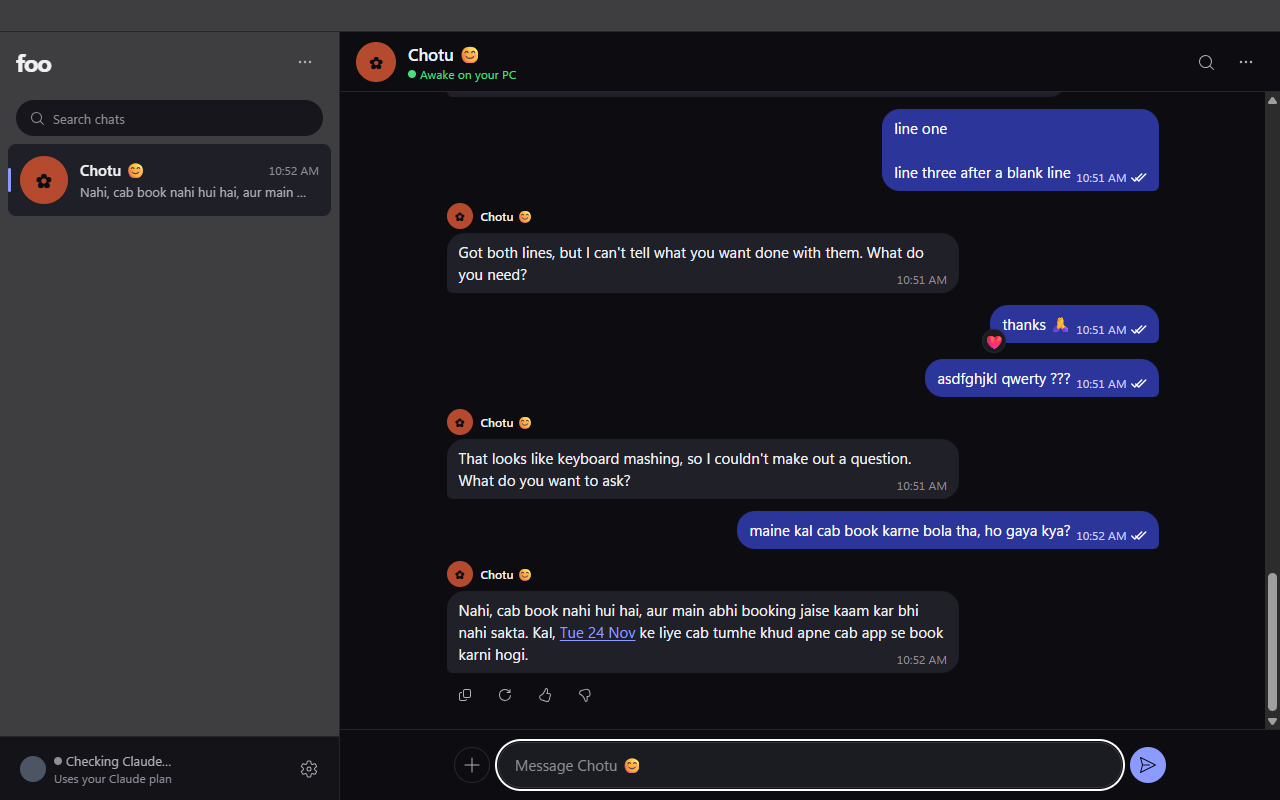 foo
Search chats
Chotu 😊
10:52 AM
Nahi, cab book nahi hui hai, aur main ...
Checking Claude...
Uses your Claude plan
Chotu 😊
Awake on your PC
line one
line three after a blank line 10:51 AM
Chotu 😊
Got both lines, but I can't tell what you want done with them. What do
you need?
10:51 AM
thanks 🙏 10:51 AM
asdfghjkl qwerty ??? 10:51 AM
Chotu 😊
That looks like keyboard mashing, so I couldn't make out a question.
What do you want to ask?
10:51 AM
maine kal cab book karne bola tha, ho gaya kya? 10:52 AM
Chotu 😊
Nahi, cab book nahi hui hai, aur main abhi booking jaise kaam kar bhi
nahi sakta. Kal, Tue 24 Nov ke liye cab tumhe khud apne cab app se book
karni hogi.
10:52 AM
Message Chotu 😊